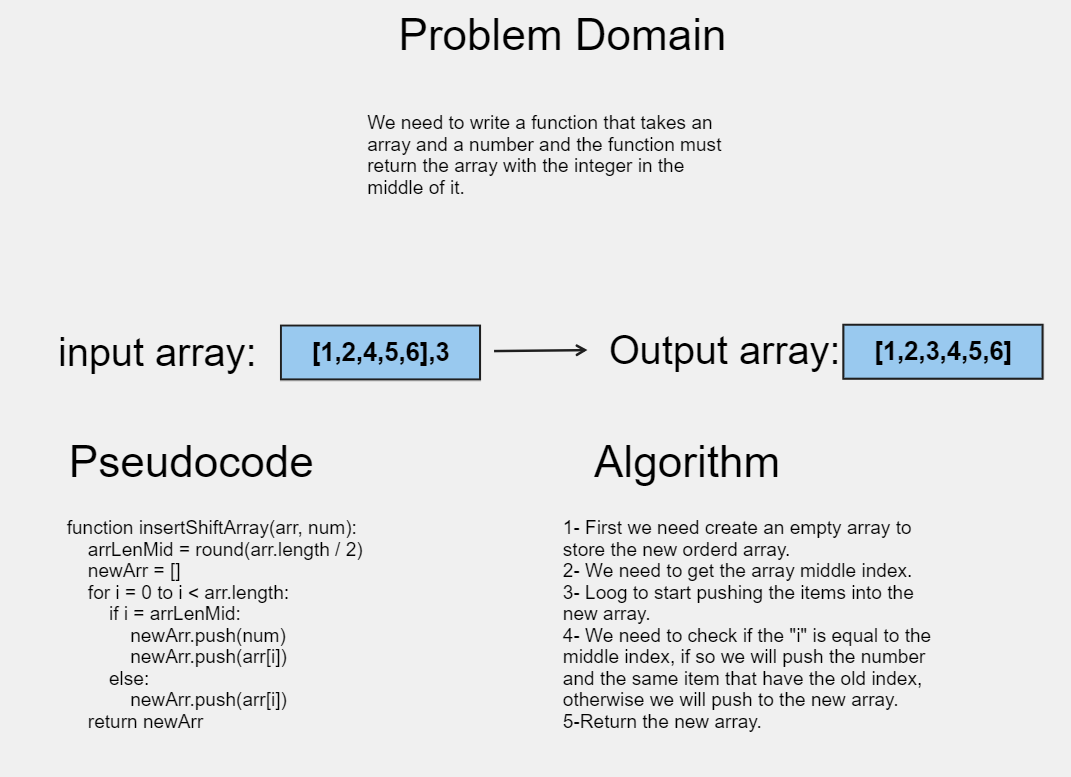 Problem Domain
We need to write a function that takes an
array and a number and the function must
return the array with the integer in the
middle of it.
input array:
[1,2,4,5,6],3
Output array:
[1,2,3,4,5,6]
Pseudocode
function insertShiftArray(arr, num):
arrLenMid = round(arr.length / 2)
newArr = []
for i = 0 to i < arr.length:
if i = arrLenMid:
newArr.push(num)
newArr.push(arr[i])
else:
newArr.push(arr[i])
return newArr
Algorithm
1- First we need create an empty array to
store the new orderd array.
2- We need to get the array middle index.
3- Loog to start pushing the items into the
new array.
4- We need to check if the "i" is equal to the
middle index, if so we will push the number
and the same item that have the old index,
otherwise we will push to the new array.
5-Return the new array.